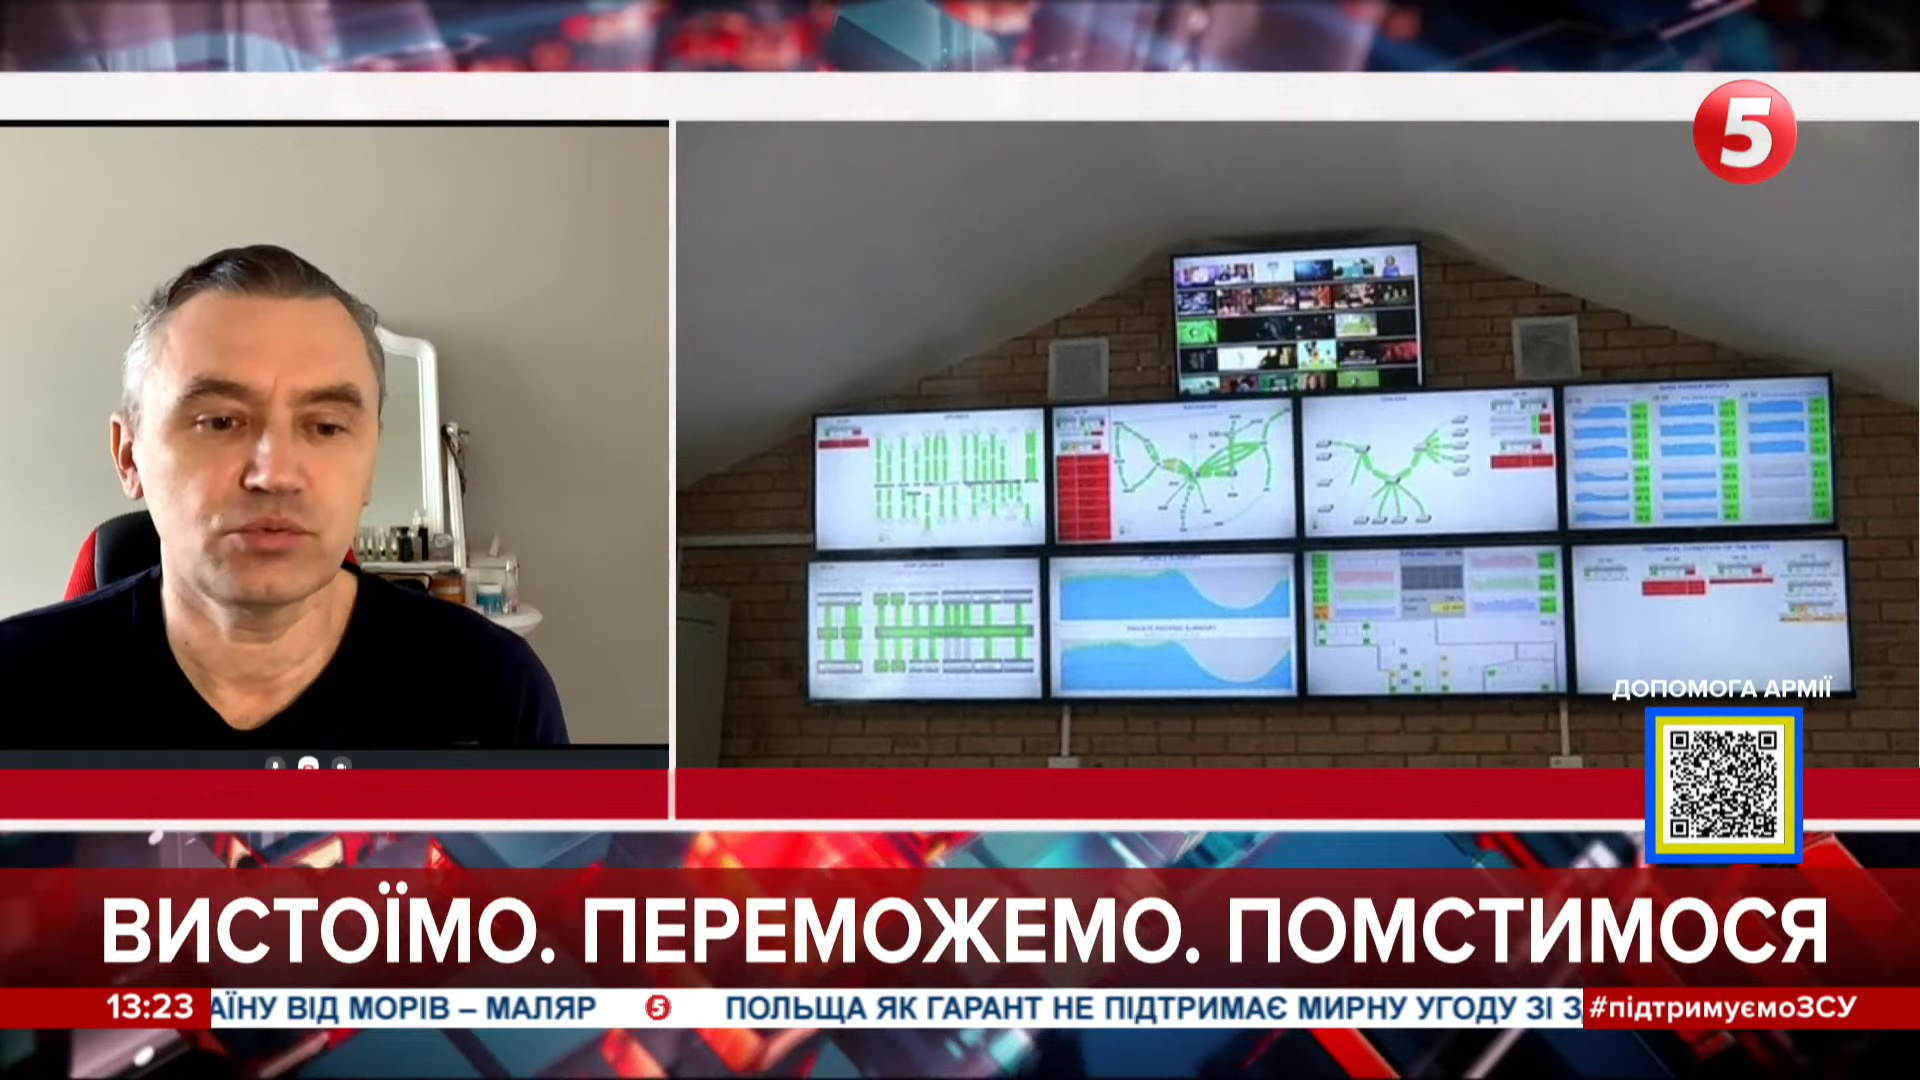 5
ДОПОМОГА АРМІЇ
ВИСТОЇМО. ПЕРЕМОЖЕМО. ПОМСТИМОСЯ
13:23 АЇНУ ВІД МОРІВ – МАЛЯР 5 ПОЛЬЩА ЯК ГАРАНТ НЕ ПІДТРИМАЄ МИРНУ УГОДУ ЗІ З #підтримуємоЗСУ